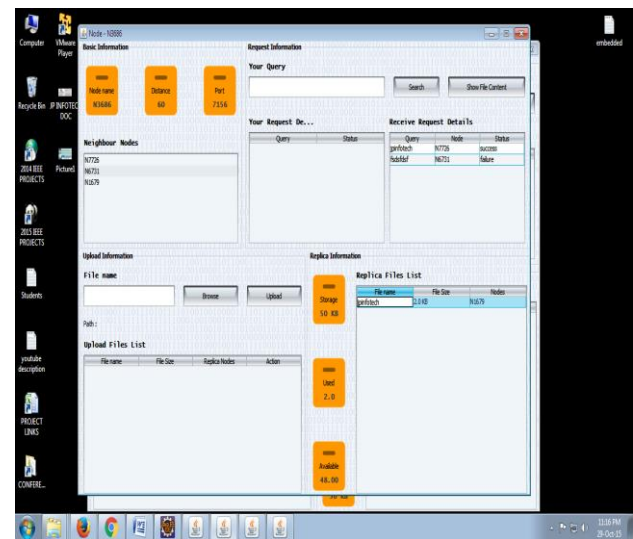 Computer
VMware
Player
embedded
Recycle Bin
JP INFOTEC
DOC
2014 IEEE
PROJECTS
Picture1
2015 IEEE
PROJECTS
Students
youtube
description
PROJECT
LINKS
CONFERE...
Node - N3686
Basic Information
Node name
N3686
Distance
60
Port
7156
Neighbour Nodes
N7726
N6731
N1679
Request Information
Your Query
Search
Show File Content
Your Request De...
Query Status
Receive Request Details
Query Node Status
jpinfotech N7726 success
fsdsfdsf N6731 failure
Upload Information
File name
Browse
Upload
Path :
Upload Files List
File name File Size Replica Nodes Action
Replica Information
Storage
50 KB
Used
2.0
Available
48.00
Replica Files List
File name File Size Nodes
jpinfotech 2.0 KB N1679
50 KB
11:16 PM
29-Oct-15